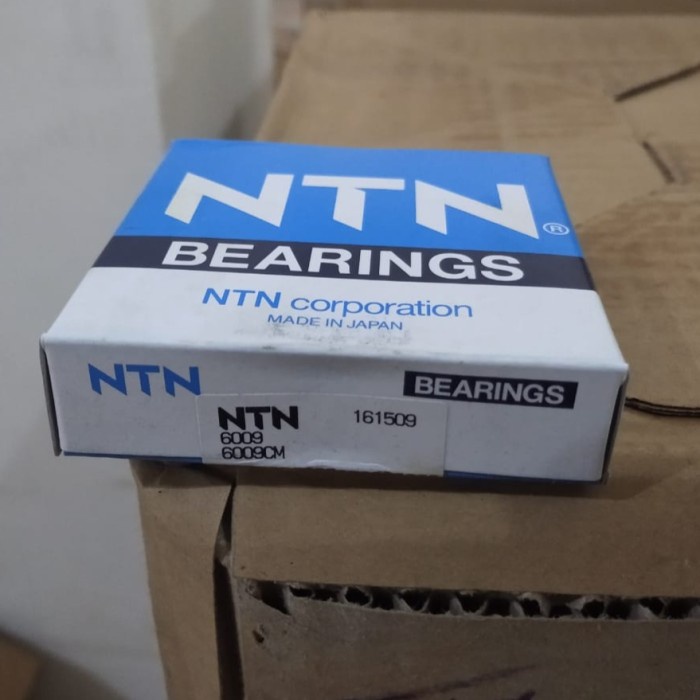 NTN®
BEARINGS
NTN corporation
MADE IN JAPAN
NTN BEARINGS
NTN 161509
6009
6009CM